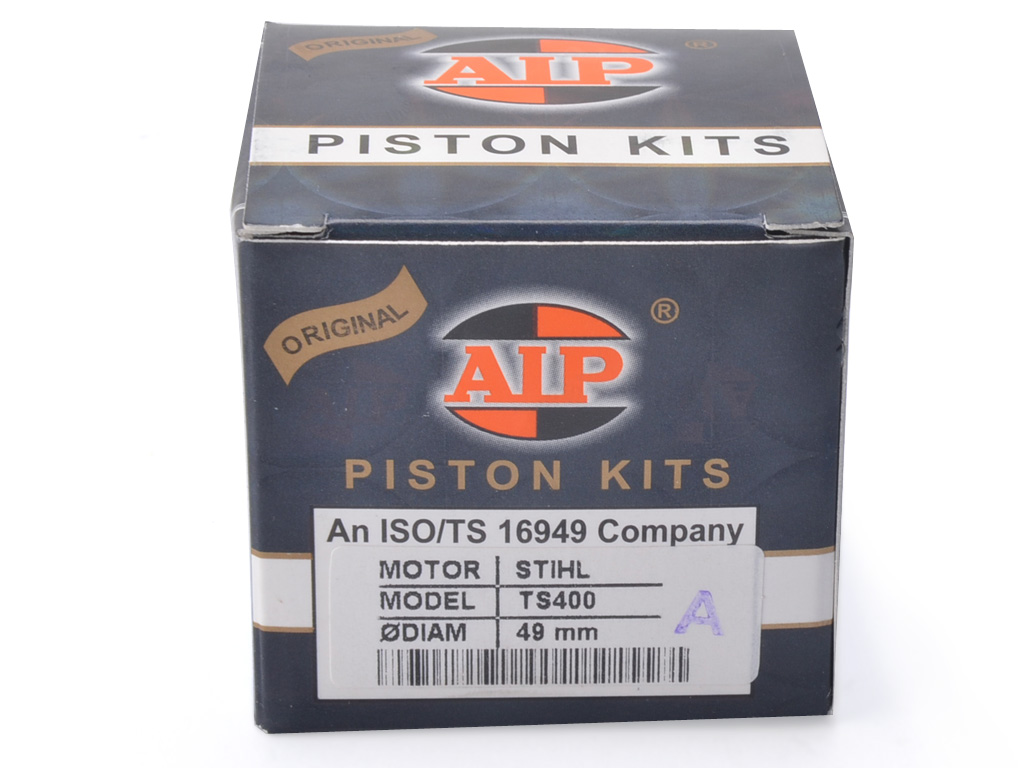 ORIGINAL
AIP
®
PISTON KITS
ORIGINAL
AIP
®
PISTON KITS
An ISO/TS 16949 Company
MOTOR STIHL
MODEL TS400
ØDIAM 49 mm
A